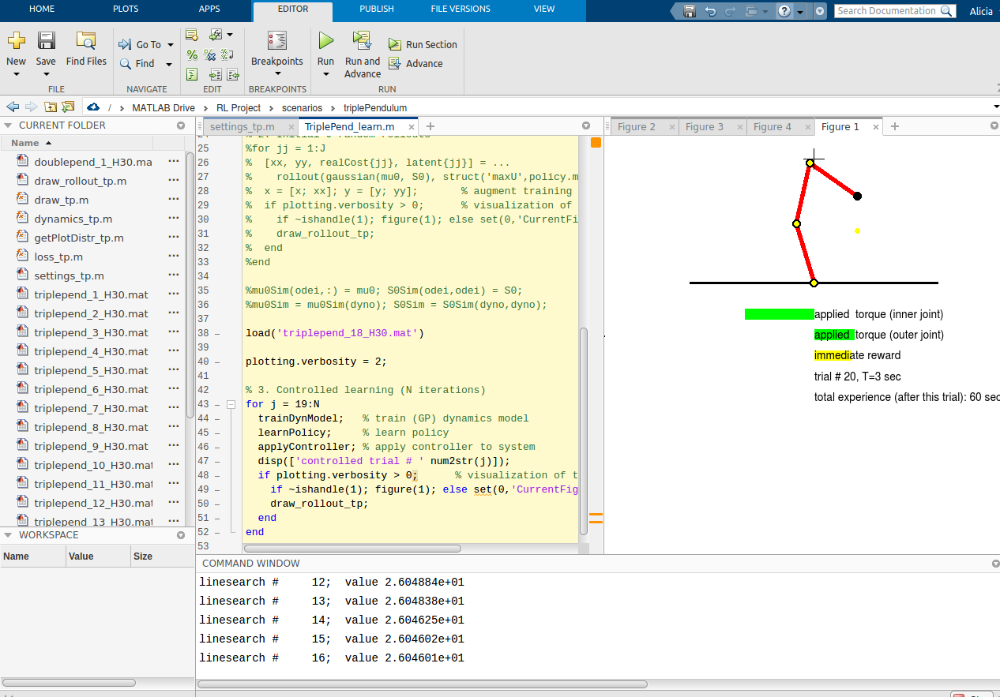 HOME PLOTS APPS EDITOR PUBLISH FILE VERSIONS VIEW Search Documentation Alicia
New Save Find Files Go To Find Breakpoints Run Run and Advance Run Section Advance
FILE NAVIGATE EDIT BREAKPOINTS RUN
/ MATLAB Drive RL Project scenarios triplePendulum
CURRENT FOLDER
Name
doublepend_1_H30.ma
draw_rollout_tp.m
draw_tp.m
dynamics_tp.m
getPlotDistr_tp.m
loss_tp.m
settings_tp.m
triplepend_1_H30.mat
triplepend_2_H30.mat
triplepend_3_H30.mat
triplepend_4_H30.mat
triplepend_5_H30.mat
triplepend_6_H30.mat
triplepend_7_H30.mat
triplepend_8_H30.mat
triplepend_9_H30.mat
triplepend_10_H30.mat
triplepend_11_H30.mat
triplepend_12_H30.mat
triplepend_13_H30.mat
WORKSPACE
Name Value Size
settings_tp.m TriplePend_learn.m
25 %for jj = 1:J
26 %  [xx, yy, realCost{jj}, latent{jj}] = ...
27 %    rollout(gaussian(mu0, S0), struct('maxU',policy.m
28 %  x = [x; xx]; y = [y; yy];       % augment training
29 %  if plotting.verbosity > 0;      % visualization of
30 %    if ~ishandle(1); figure(1); else set(0,'CurrentFi
31 %    draw_rollout_tp;
32 %  end
33 %end
34
35 %mu0Sim(odei,:) = mu0; S0Sim(odei,odei) = S0;
36 %mu0Sim = mu0Sim(dyno); S0Sim = S0Sim(dyno,dyno);
37
38 – load('triplepend_18_H30.mat')
39
40 – plotting.verbosity = 2;
41
42 % 3. Controlled learning (N iterations)
43 – for j = 19:N
44 –   trainDynModel;   % train (GP) dynamics model
45 –   learnPolicy;     % learn policy
46 –   applyController; % apply controller to system
47 –   disp(['controlled trial # ' num2str(j)]);
48 –   if plotting.verbosity > 0;      % visualization of t
49 –     if ~ishandle(1); figure(1); else set(0,'CurrentFig
50 –     draw_rollout_tp;
51 –   end
52 – end
53
Figure 2 Figure 3 Figure 4 Figure 1
applied  torque (inner joint)
applied  torque (outer joint)
immediate reward
trial # 20, T=3 sec
total experience (after this trial): 60 sec
COMMAND WINDOW
linesearch #     12;  value 2.604884e+01
linesearch #     13;  value 2.604838e+01
linesearch #     14;  value 2.604625e+01
linesearch #     15;  value 2.604602e+01
linesearch #     16;  value 2.604601e+01